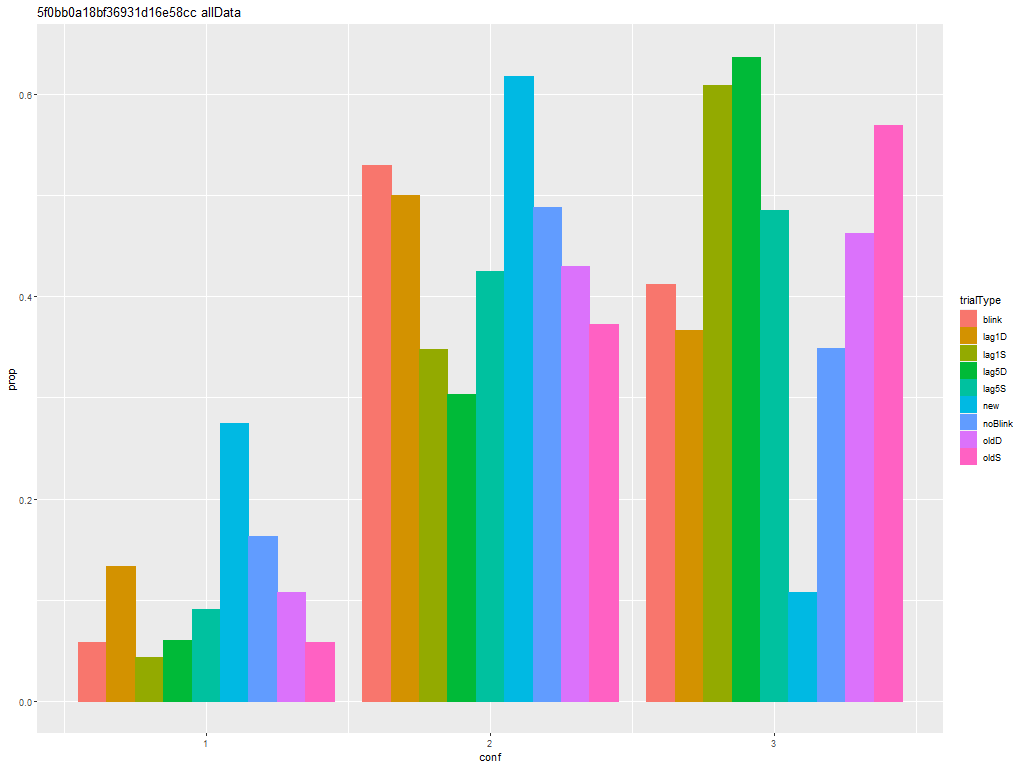 5f0bb0a18bf36931d16e58cc allData
prop
0.6
0.4
0.2
0.0
1
2
3
conf
trialType
blink
lag1D
lag1S
lag5D
lag5S
new
noBlink
oldD
oldS